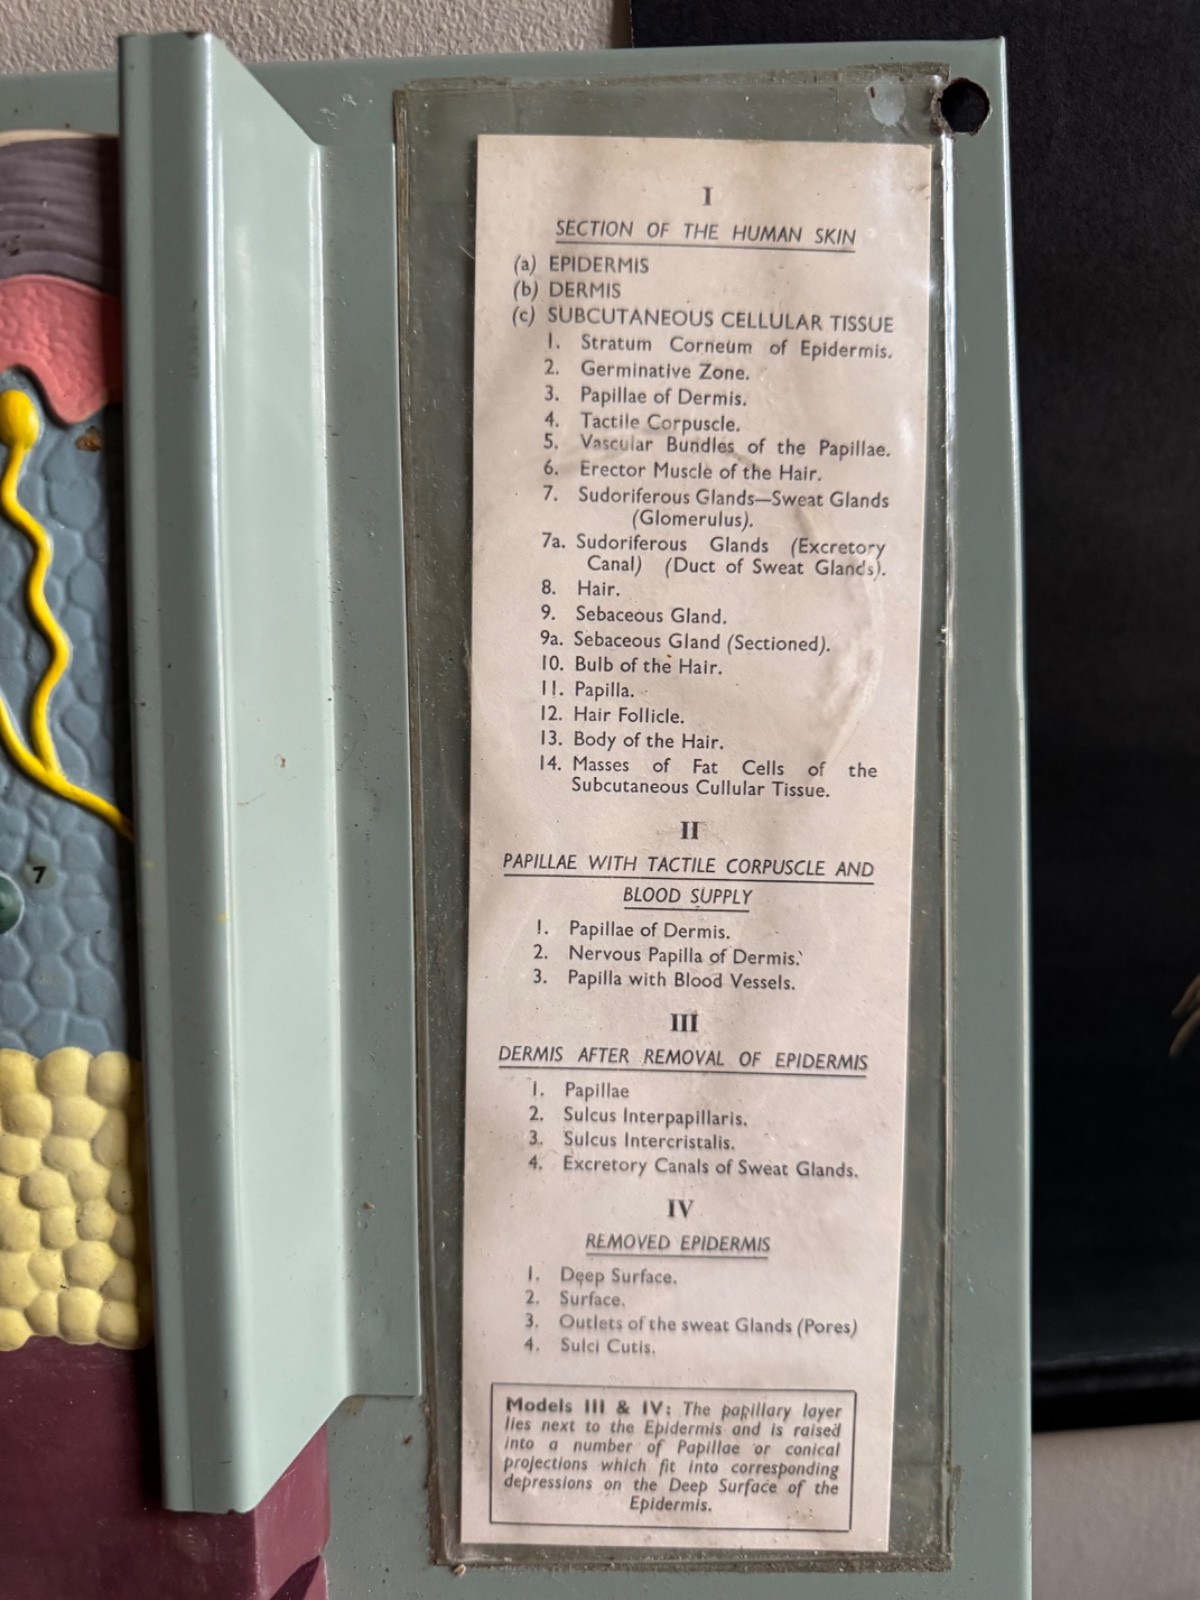 I
SECTION OF THE HUMAN SKIN
(a) EPIDERMIS
(b) DERMIS
(c) SUBCUTANEOUS CELLULAR TISSUE
1. Stratum Corneum of Epidermis.
2. Germinative Zone.
3. Papillae of Dermis.
4. Tactile Corpuscle.
5. Vascular Bundles of the Papillae.
6. Erector Muscle of the Hair.
7. Sudoriferous Glands—Sweat Glands
(Glomerulus).
7a. Sudoriferous Glands (Excretory
Canal) (Duct of Sweat Glands).
8. Hair.
9. Sebaceous Gland.
9a. Sebaceous Gland (Sectioned).
10. Bulb of the Hair.
11. Papilla.
12. Hair Follicle.
13. Body of the Hair.
14. Masses of Fat Cells of the
Subcutaneous Cullular Tissue.
II
PAPILLAE WITH TACTILE CORPUSCLE AND
BLOOD SUPPLY
1. Papillae of Dermis.
2. Nervous Papilla of Dermis.
3. Papilla with Blood Vessels.
III
DERMIS AFTER REMOVAL OF EPIDERMIS
1. Papillae
2. Sulcus Interpapillaris.
3. Sulcus Intercristalis.
4. Excretory Canals of Sweat Glands.
IV
REMOVED EPIDERMIS
1. Deep Surface.
2. Surface.
3. Outlets of the sweat Glands (Pores)
4. Sulci Cutis.
Models III & IV: The papillary layer
lies next to the Epidermis and is raised
into a number of Papillae or conical
projections which fit into corresponding
depressions on the Deep Surface of the
Epidermis.
7